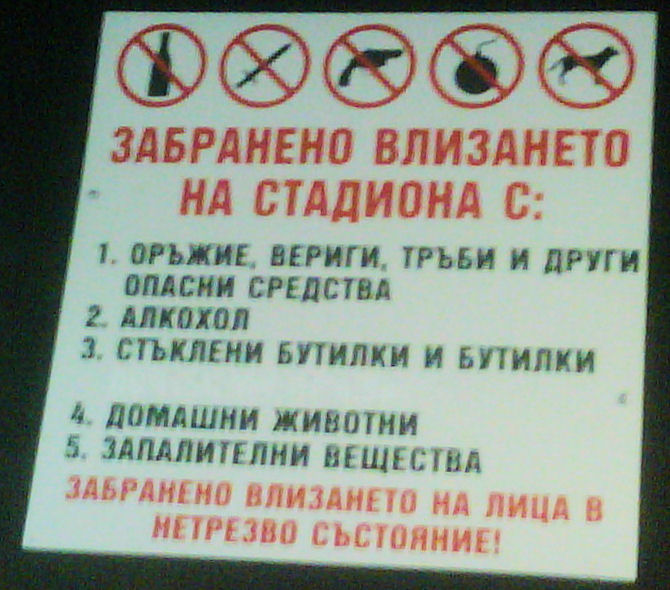 ЗАБРАНЕНО ВЛИЗАНЕТО
НА СТАДИОНА С:
1. ОРЪЖИЕ, ВЕРИГИ, ТРЪБИ И ДРУГИ
ОПАСНИ СРЕДСТВА
2. АЛКОХОЛ
3. СТЪКЛЕНИ БУТИЛКИ И БУТИЛКИ
4. ДОМАШНИ ЖИВОТНИ
5. ЗАПАЛИТЕЛНИ ВЕЩЕСТВА
ЗАБРАНЕНО ВЛИЗАНЕТО НА ЛИЦА В
НЕТРЕЗВО СЪСТОЯНИЕ!